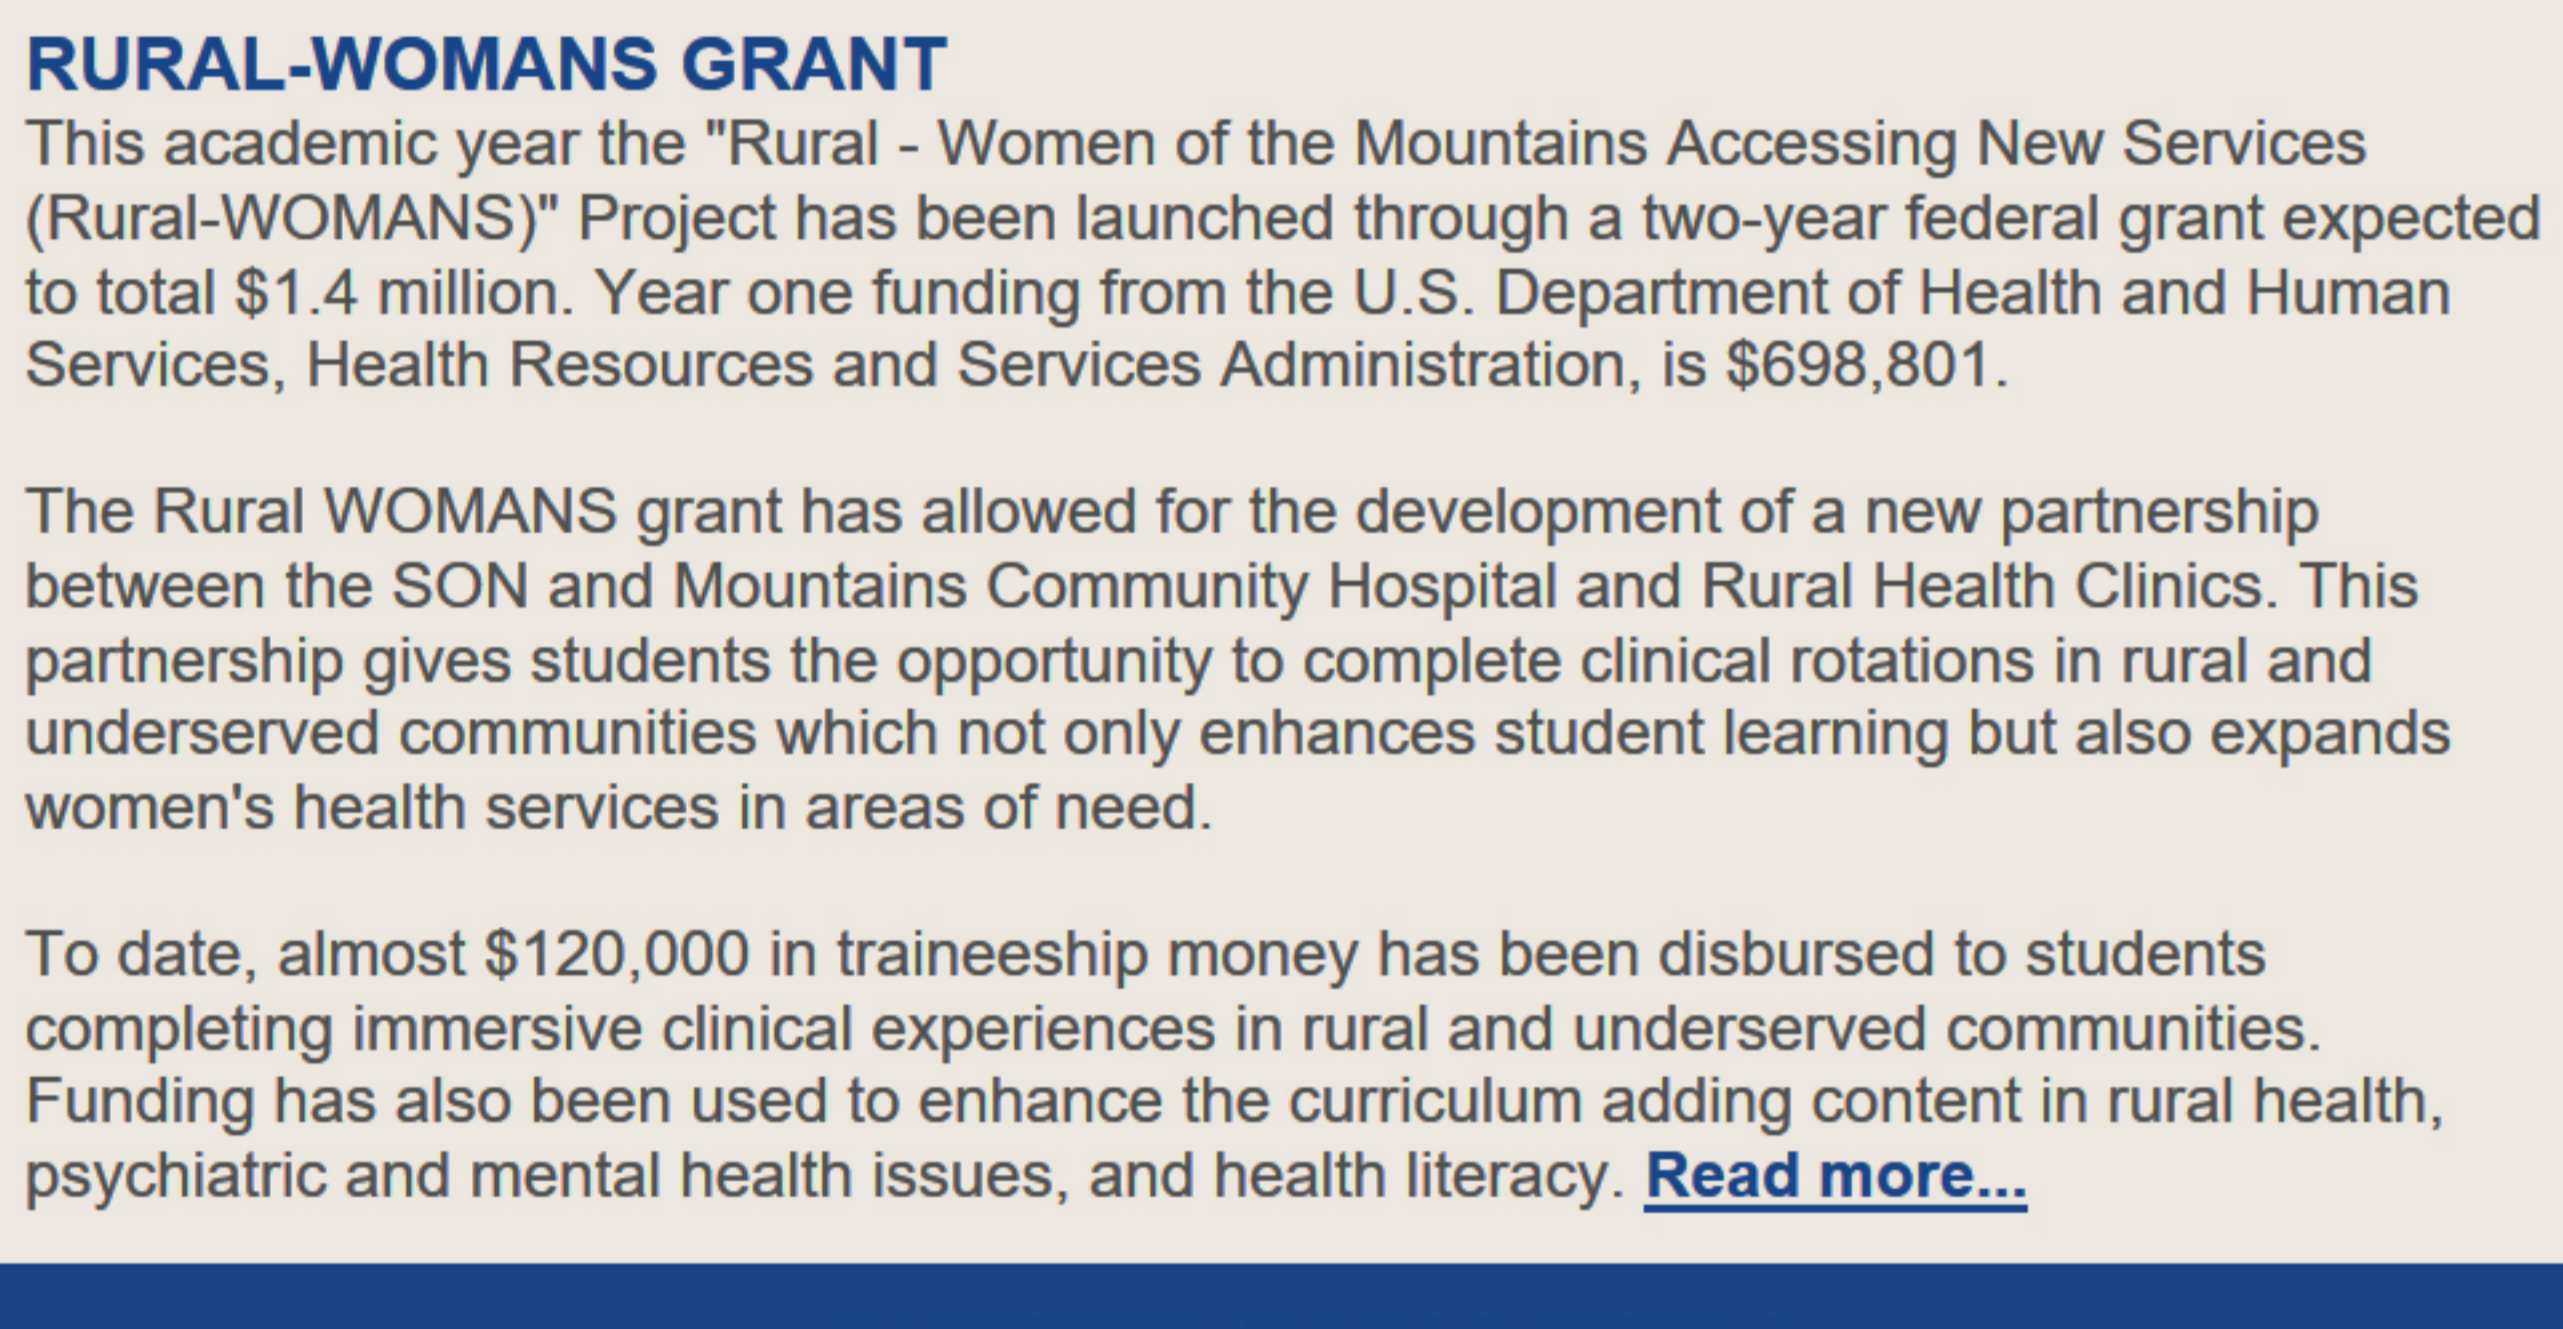 RURAL-WOMANS GRANT
This academic year the "Rural - Women of the Mountains Accessing New Services
(Rural-WOMANS)" Project has been launched through a two-year federal grant expected
to total $1.4 million. Year one funding from the U.S. Department of Health and Human
Services, Health Resources and Services Administration, is $698,801.
The Rural WOMANS grant has allowed for the development of a new partnership
between the SON and Mountains Community Hospital and Rural Health Clinics. This
partnership gives students the opportunity to complete clinical rotations in rural and
underserved communities which not only enhances student learning but also expands
women's health services in areas of need.
To date, almost $120,000 in traineeship money has been disbursed to students
completing immersive clinical experiences in rural and underserved communities.
Funding has also been used to enhance the curriculum adding content in rural health,
psychiatric and mental health issues, and health literacy. Read more...